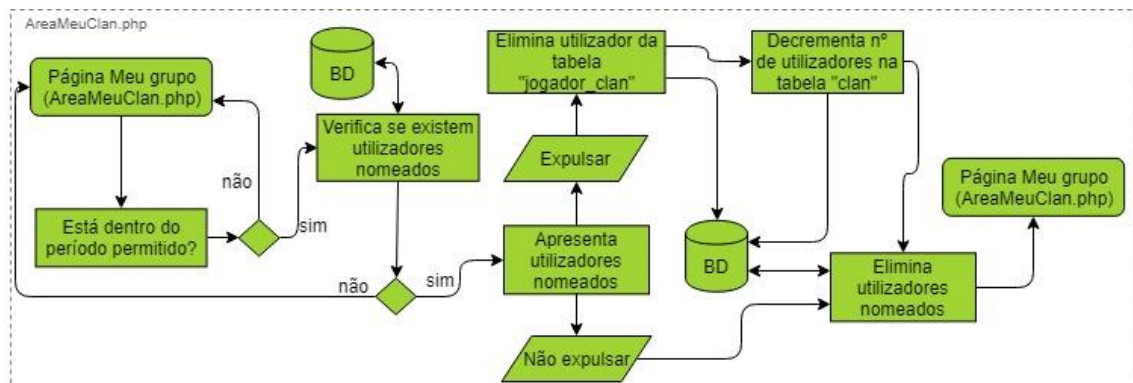 AreaMeuClan.php
Página Meu grupo
(AreaMeuClan.php)
Está dentro do
período permitido?
não
sim
BD
Verifica se existem
utilizadores
nomeados
não
sim
Elimina utilizador da
tabela
"jogador_clan"
Expulsar
Apresenta
utilizadores
nomeados
Não expulsar
Decrementa nº
de utilizadores na
tabela "clan"
BD
Elimina
utilizadores
nomeados
Página Meu grupo
(AreaMeuClan.php)